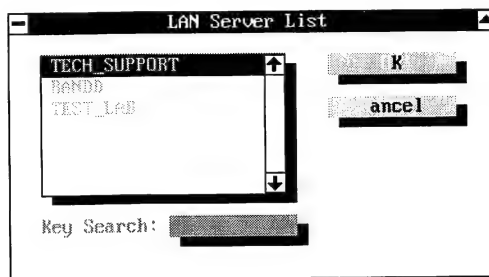 LAN Server List
TECH_SUPPORT
RANDD
TEST_LAB
K
ancel
Key Search: